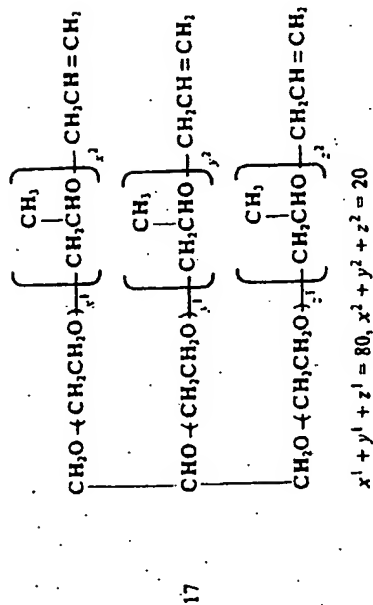 CH₃
CH₂O—(CH₂CH₂O)ₓ¹—(CH₂CHO)ₓ²—CH₂CH=CH₂
CH₃
17 CHO—(CH₂CH₂O)y¹—(CH₂CHO)y²—CH₂CH=CH₂
CH₃
CH₂O—(CH₂CH₂O)z¹—(CH₂CHO)z²—CH₂CH=CH₂
x¹ + y¹ + z¹ = 80, x² + y² + z² = 20